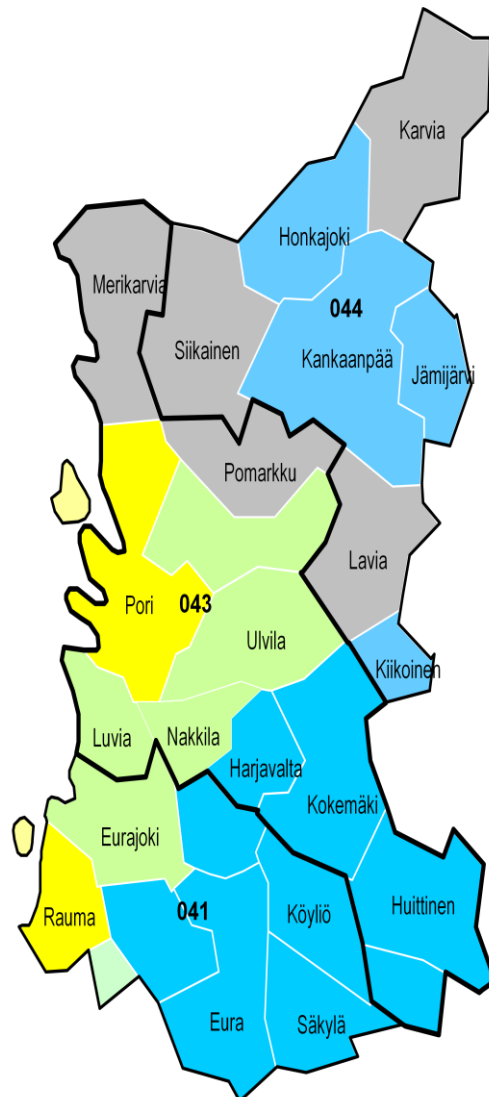 Karvia
Honkajoki
Merikarvia
044
Siikainen
Kankaanpää
Jämijärvi
Pomarkku
Lavia
Pori
043
Ulvila
Kiikoinen
Luvia
Nakkila
Harjavalta
Kokemäki
Eurajoki
Huittinen
Rauma
041
Köyliö
Eura
Säkylä